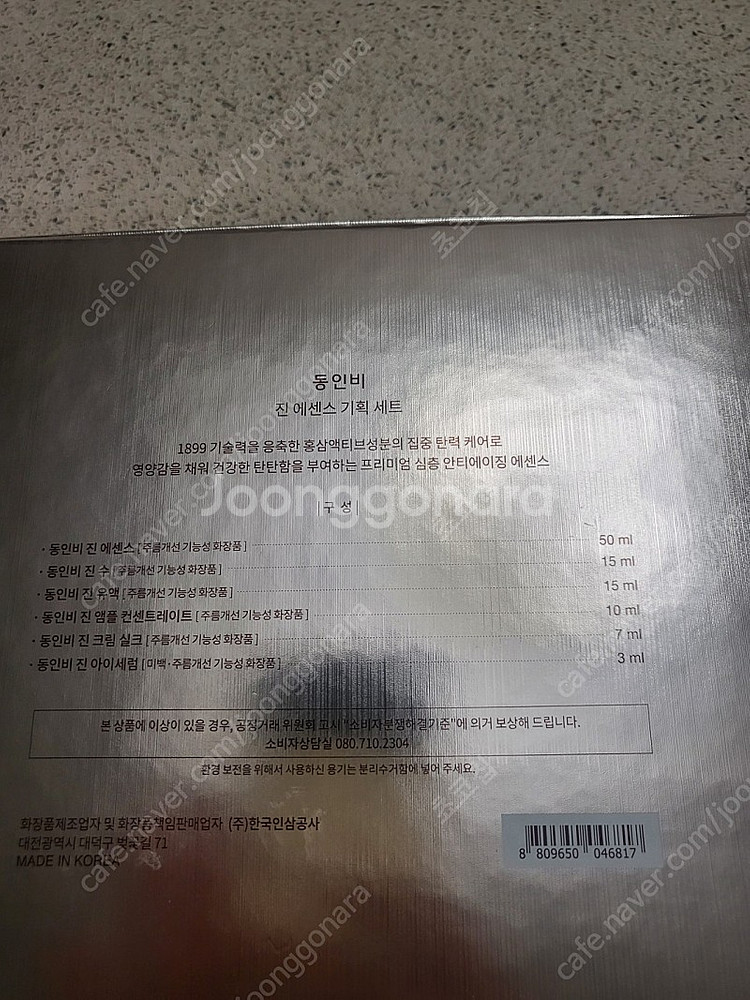 동인비
진 에센스 기획 세트
1899 기술력을 응축한 홍삼액티브성분의 집중 탄력 케어로
영양감을 채워 건강한 탄탄함을 부여하는 프리미엄 심층 안티에이징 에센스
Joonggonara
| 구 성 |
· 동인비 진 에센스 [주름개선 기능성 화장품] 50 ml
· 동인비 진 수 [주름개선 기능성 화장품] 15 ml
· 동인비 진 유액 [주름개선 기능성 화장품] 15 ml
· 동인비 진 앰플 컨센트레이트 [주름개선 기능성 화장품] 10 ml
· 동인비 진 크림 실크 [주름개선 기능성 화장품] 7 ml
· 동인비 진 아이세럼 [미백·주름개선 기능성 화장품] 3 ml
본 상품에 이상이 있을 경우, 공정거래 위원회 고시 "소비자분쟁해결기준"에 의거 보상해 드립니다.
소비자상담실 080.710.2304
환경 보전을 위해서 사용하신 용기는 분리수거함에 넣어 주세요.
화장품제조업자 및 화장품책임판매업자 (주)한국인삼공사
대전광역시 대덕구 벚꽃길 71
MADE IN KOREA
8 809650 046817
cafe.naver.com/joonggonara
초코칩